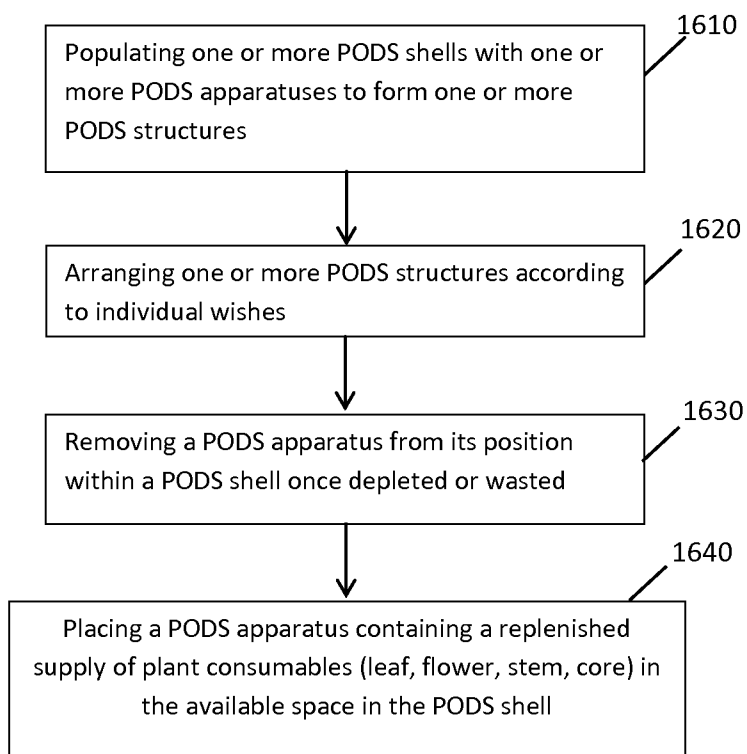 1610
Populating one or more PODS shells with one or
more PODS apparatuses to form one or more
PODS structures
1620
Arranging one or more PODS structures according
to individual wishes
1630
Removing a PODS apparatus from its position
within a PODS shell once depleted or wasted
1640
Placing a PODS apparatus containing a replenished
supply of plant consumables (leaf, flower, stem, core) in
the available space in the PODS shell